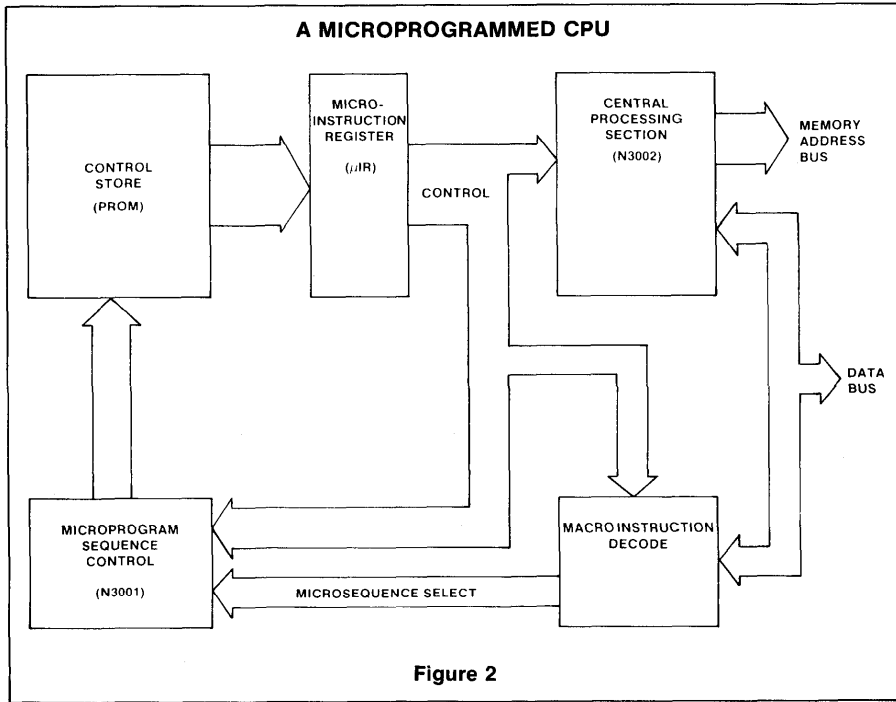 A MICROPROGRAMMED CPU
CONTROL
STORE
(PROM)
MICRO-
INSTRUCTION
REGISTER
(μIR)
CONTROL
CENTRAL
PROCESSING
SECTION
(N3002)
MEMORY
ADDRESS
BUS
DATA
BUS
MICROPROGRAM
SEQUENCE
CONTROL
(N3001)
MICROSEQUENCE SELECT
MACRO INSTRUCTION
DECODE
Figure 2